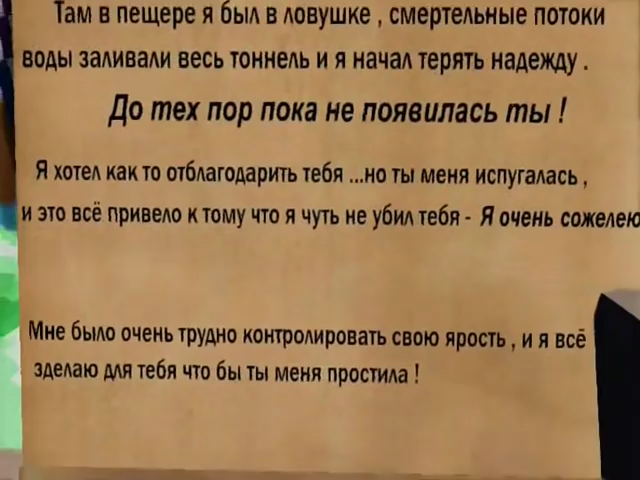 Там в пещере я был в ловушке , смертельные потоки
воды заливали весь тоннель и я начал терять надежду .
До тех пор пока не появилась ты !
Я хотел как то отблагодарить тебя ...но ты меня испугалась ,
и это всё привело к тому что я чуть не убил тебя - Я очень сожелею
Мне было очень трудно контролировать свою ярость , и я всё
зделаю для тебя что бы ты меня простила !